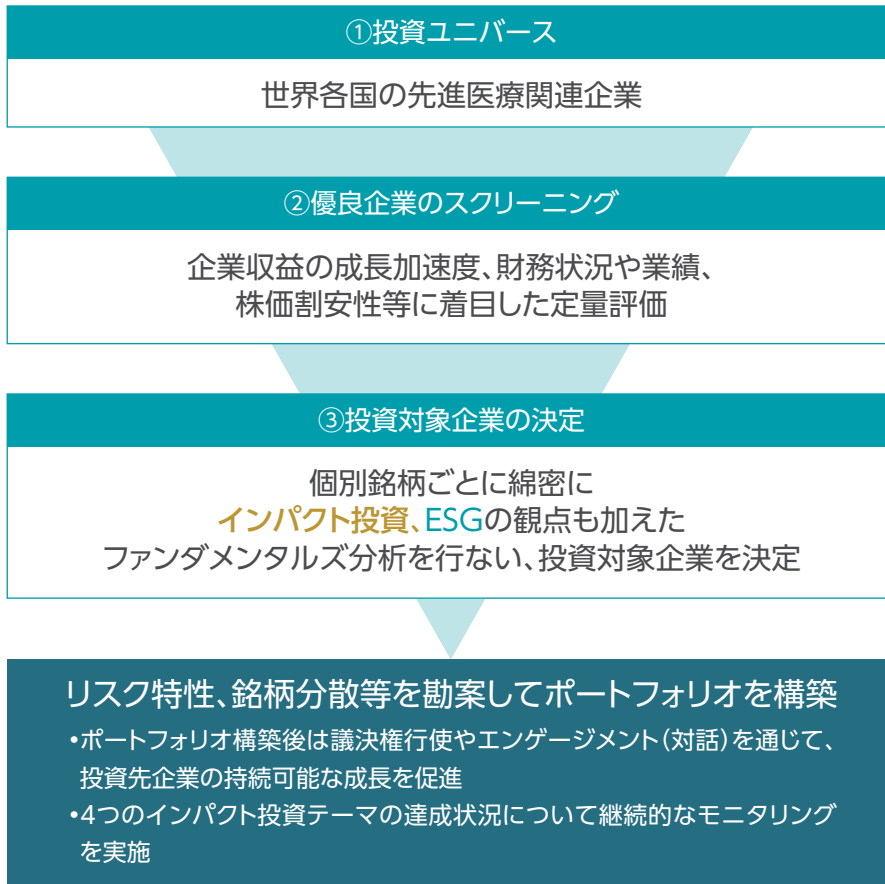 ①投資ユニバース
世界各国の先進医療関連企業
②優良企業のスクリーニング
企業収益の成長加速度、財務状況や業績、
株価割安性等に着目した定量評価
③投資対象企業の決定
個別銘柄ごとに綿密に
インパクト投資、ESGの観点も加えた
ファンダメンタルズ分析を行ない、投資対象企業を決定
リスク特性、銘柄分散等を勘案してポートフォリオを構築
•ポートフォリオ構築後は議決権行使やエンゲージメント(対話)を通じて、
投資先企業の持続可能な成長を促進
•4つのインパクト投資テーマの達成状況について継続的なモニタリング
を実施